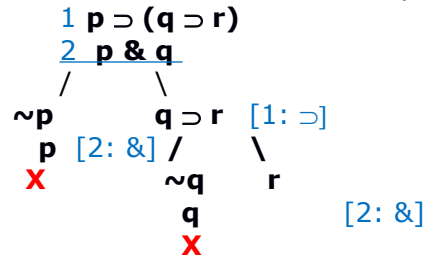 1 p ⊃ (q ⊃ r)
2 p & q
/ \
~p q ⊃ r [1: ⊃]
p [2: &] / \
X ~q r
q [2: &]
X